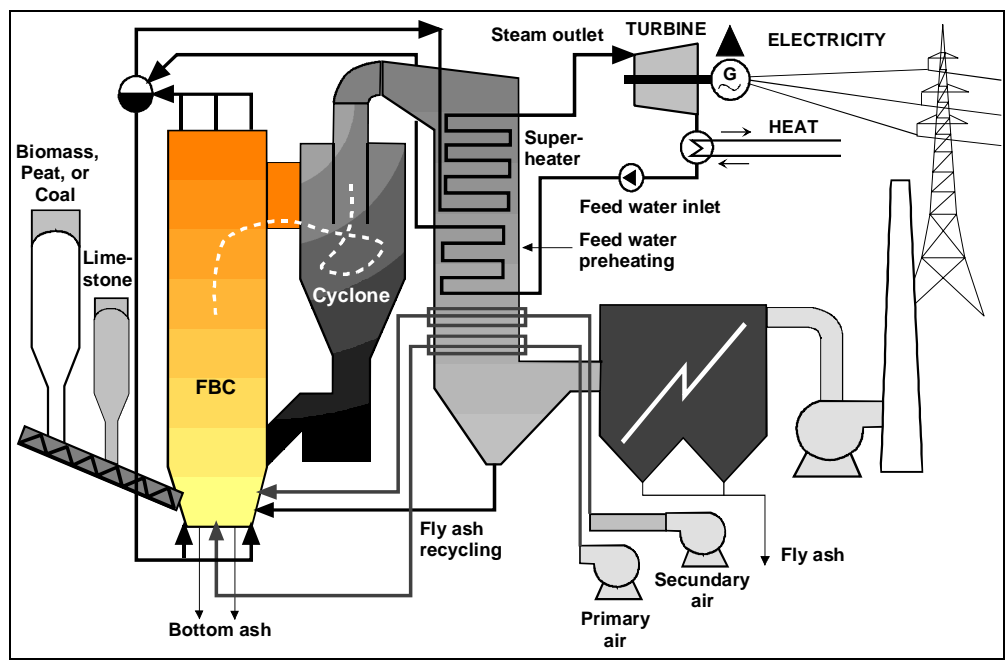 Steam outlet
TURBINE
ELECTRICITY
G
HEAT
Biomass,
Peat, or
Coal
Super-
heater
Feed water inlet
Lime-
stone
Feed water
preheating
Cyclone
FBC
Fly ash
recycling
Fly ash
Secundary
air
Primary
air
Bottom ash